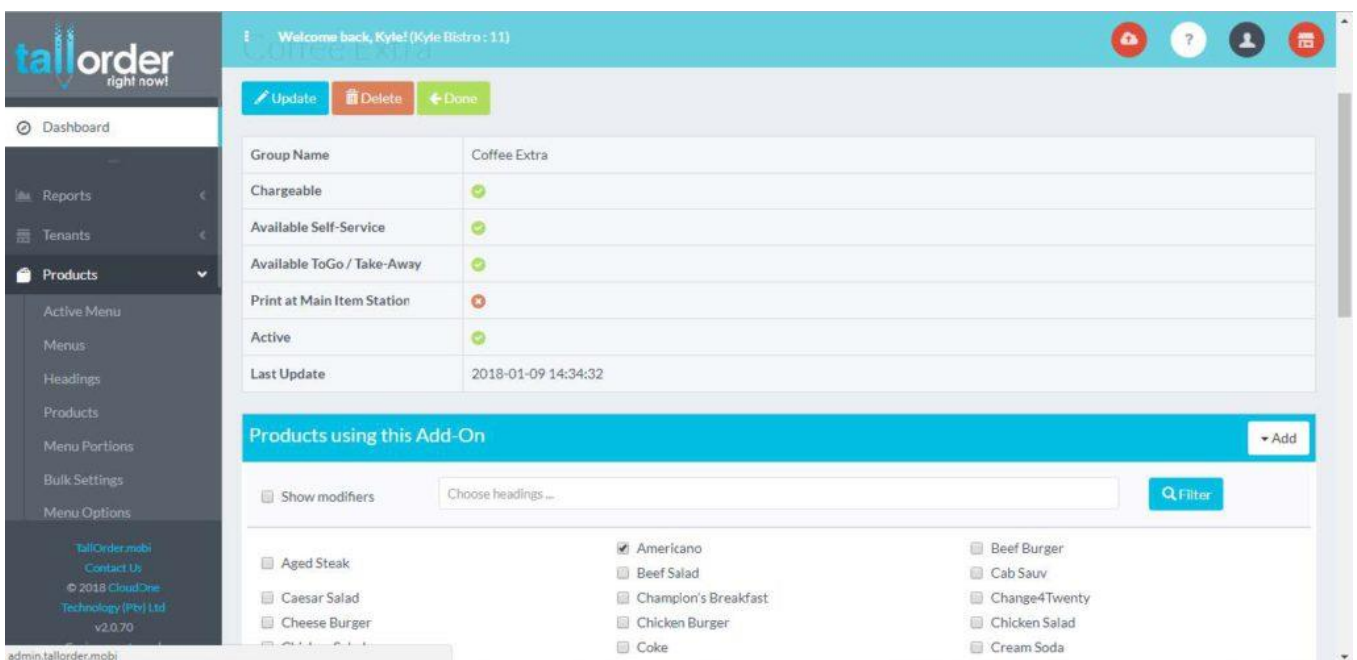 tallorder
right now!
Welcome back, Kyle! (Kyle Bistro : 11)
Coffee Extra
?
Update
Delete
Done
Dashboard
Reports
Tenants
Products
Active Menu
Menus
Headings
Products
Menu Portions
Bulk Settings
Menu Options
TallOrder.mobi
Contact Us
© 2018 CloudOne
Technology (Pty) Ltd
v2.0.70
admin.tallorder.mobi
Group Name Coffee Extra
Chargeable
Available Self-Service
Available ToGo / Take-Away
Print at Main Item Station
Active
Last Update 2018-01-09 14:34:32
Products using this Add-On
Add
Show modifiers
Choose headings ...
Filter
Aged Steak Americano Beef Burger
Beef Salad Cab Sauv
Caesar Salad Champion's Breakfast Change4Twenty
Cheese Burger Chicken Burger Chicken Salad
Coke Cream Soda